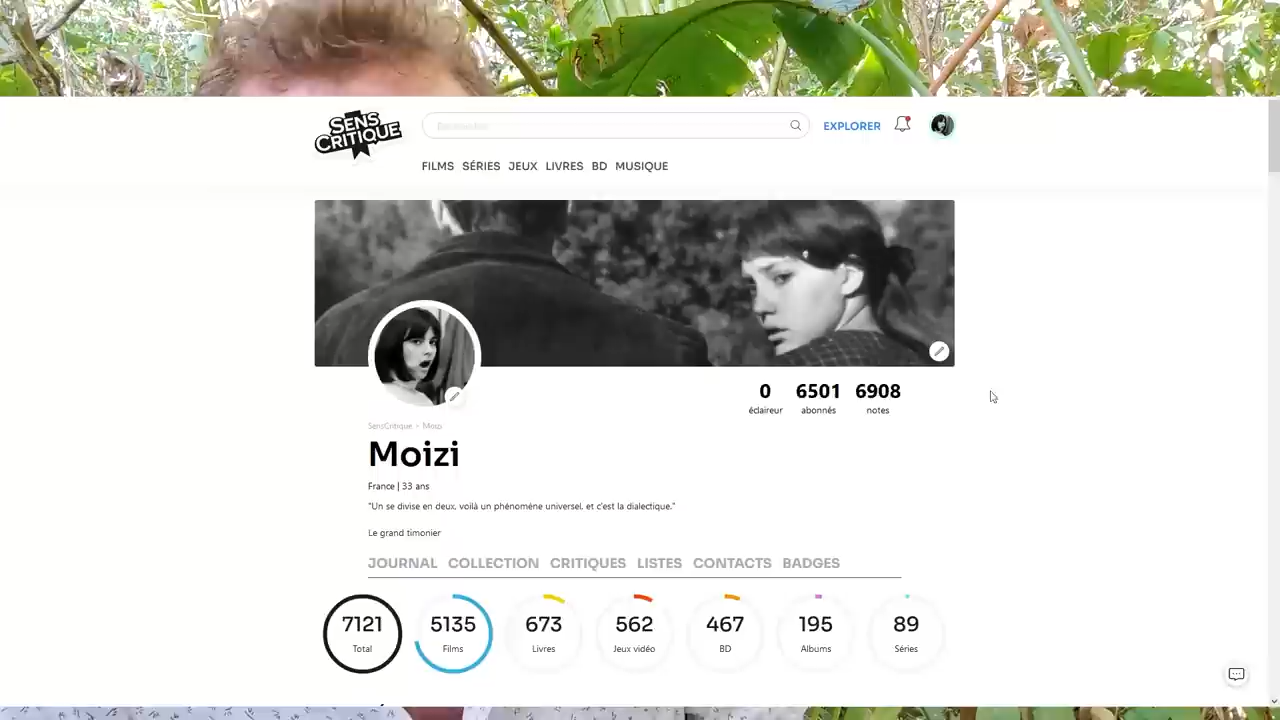 SENS
CRITIQUE
EXPLORER
FILMS SÉRIES JEUX LIVRES BD MUSIQUE
0 6501 6908
éclaireur abonnés notes
SensCritique > Moizi
Moizi
France | 33 ans
"Un se divise en deux, voilà un phénomène universel, et c'est la dialectique."
Le grand timonier
JOURNAL COLLECTION CRITIQUES LISTES CONTACTS BADGES
7121 5135 673 562 467 195 89
Total Films Livres Jeux vidéo BD Albums Séries